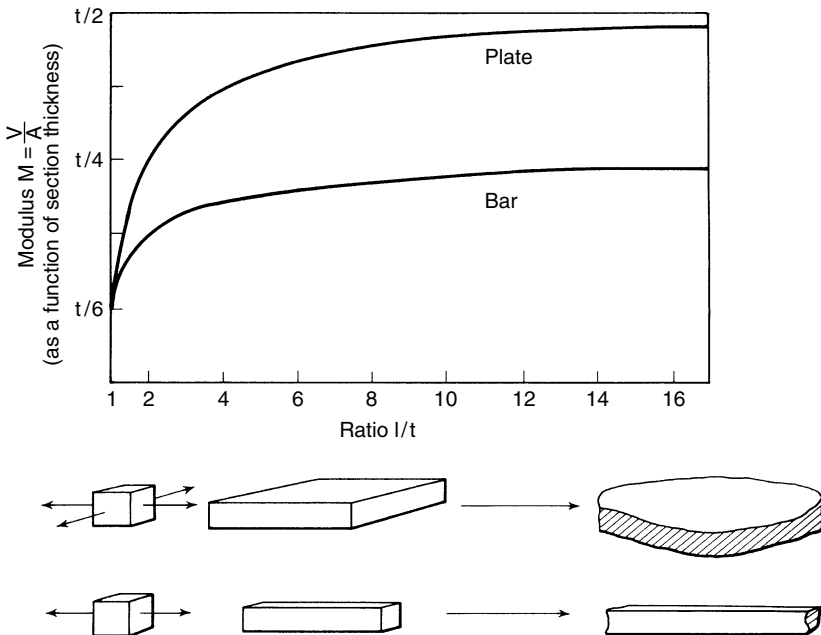 t/2
t/4
t/6
Modulus M = V/A
(as a function of section thickness)
Plate
Bar
1 2 4 6 8 10 12 14 16
Ratio l/t